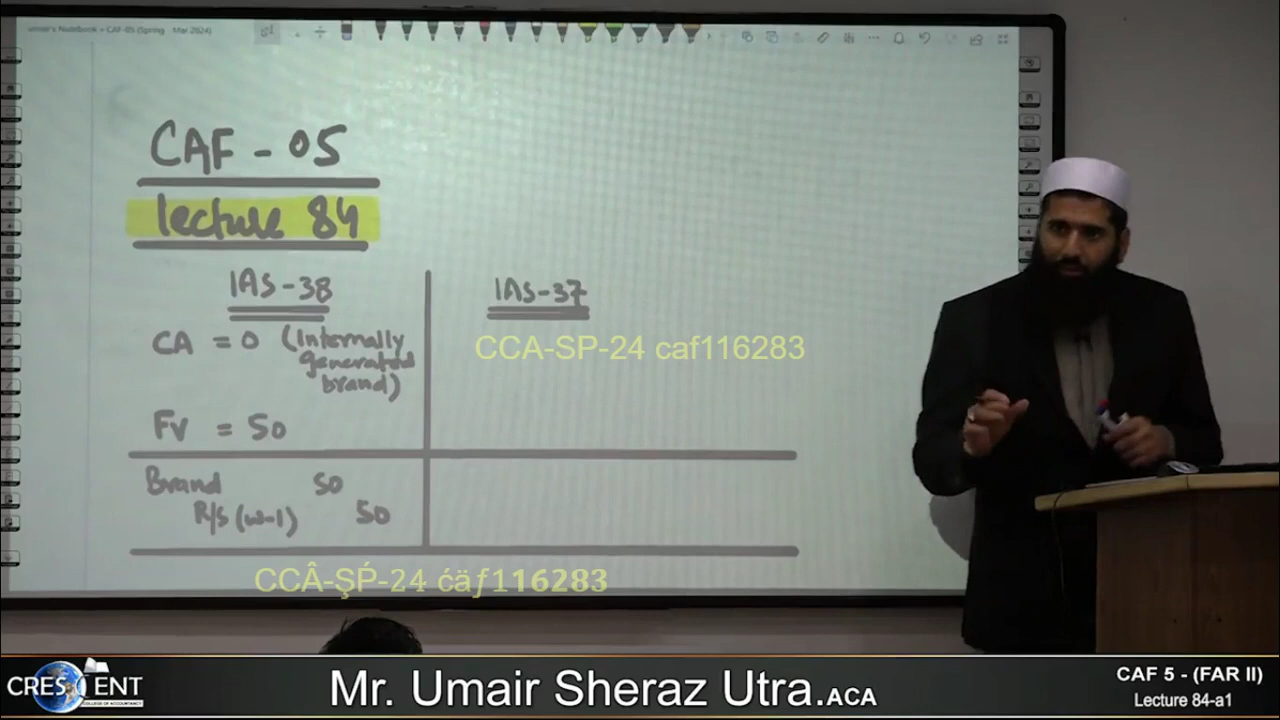 umair's Notebook > CAF-05 (Spring - Mar 2024)
CAF - 05
lecture 84
IAS-38
IAS-37
CA = 0 (Internally
generated
brand)
CCA-SP-24 caf116283
FV = 50
Brand 50
R/S (w-1) 50
CCÂ-ŞṔ-24 ćäƒ116283
CRESCENT
COLLEGE OF ACCOUNTANCY
Mr. Umair Sheraz Utra.ACA
CAF 5 - (FAR II)
Lecture 84-a1